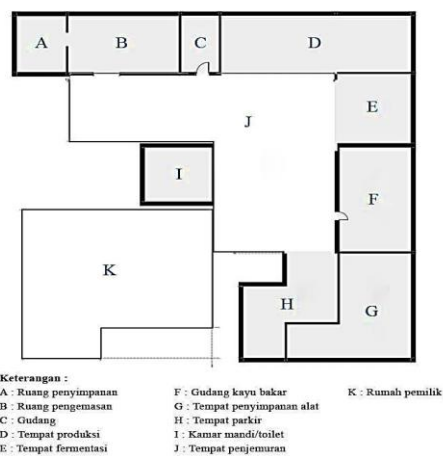 A
B
C
D
E
J
I
F
K
H
G
Keterangan :
A : Ruang penyimpanan
B : Ruang pengemasan
C : Gudang
D : Tempat produksi
E : Tempat fermentasi
F : Gudang kayu bakar
G : Tempat penyimpanan alat
H : Tempat parkir
I : Kamar mandi/toilet
J : Tempat penjemuran
K : Rumah pemilik